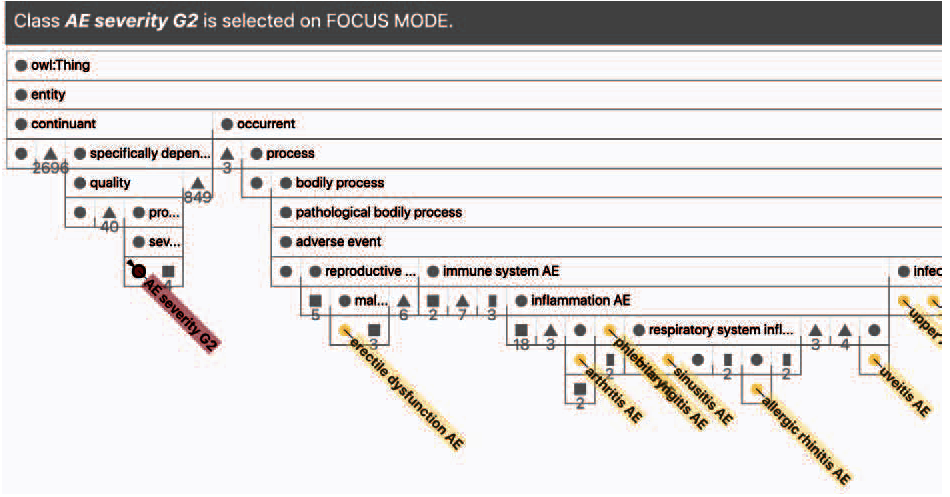 Class AE severity G2 is selected on FOCUS MODE.
owl:Thing
entity
continuant
occurrent
2696
specifically depen...
3
process
quality
849
bodily process
40
pro...
pathological bodily process
sev...
adverse event
4
reproductive ...
immune system AE
infec
AE severity G2
5
mal...
6
2
7
3
inflammation AE
upper
3
18
3
respiratory system infl...
3
4
erectile dysfunction AE
2
arthritis AE
sinusitis AE
2
2
uveitis AE
2
allergic rhinitis AE